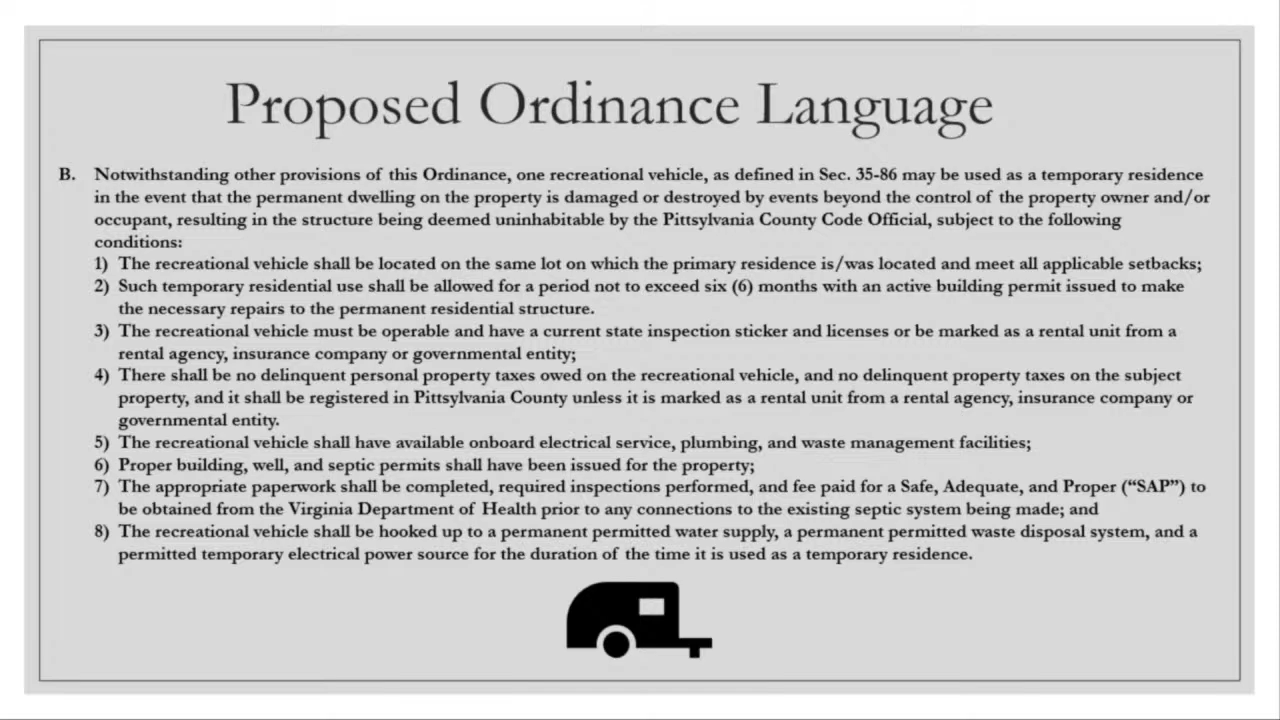 Proposed Ordinance Language
B. Notwithstanding other provisions of this Ordinance, one recreational vehicle, as defined in Sec. 35-86 may be used as a temporary residence
in the event that the permanent dwelling on the property is damaged or destroyed by events beyond the control of the property owner and/or
occupant, resulting in the structure being deemed uninhabitable by the Pittsylvania County Code Official, subject to the following
conditions:
1) The recreational vehicle shall be located on the same lot on which the primary residence is/was located and meet all applicable setbacks;
2) Such temporary residential use shall be allowed for a period not to exceed six (6) months with an active building permit issued to make
the necessary repairs to the permanent residential structure.
3) The recreational vehicle must be operable and have a current state inspection sticker and licenses or be marked as a rental unit from a
rental agency, insurance company or governmental entity;
4) There shall be no delinquent personal property taxes owed on the recreational vehicle, and no delinquent property taxes on the subject
property, and it shall be registered in Pittsylvania County unless it is marked as a rental unit from a rental agency, insurance company or
governmental entity.
5) The recreational vehicle shall have available onboard electrical service, plumbing, and waste management facilities;
6) Proper building, well, and septic permits shall have been issued for the property;
7) The appropriate paperwork shall be completed, required inspections performed, and fee paid for a Safe, Adequate, and Proper (“SAP”) to
be obtained from the Virginia Department of Health prior to any connections to the existing septic system being made; and
8) The recreational vehicle shall be hooked up to a permanent permitted water supply, a permanent permitted waste disposal system, and a
permitted temporary electrical power source for the duration of the time it is used as a temporary residence.